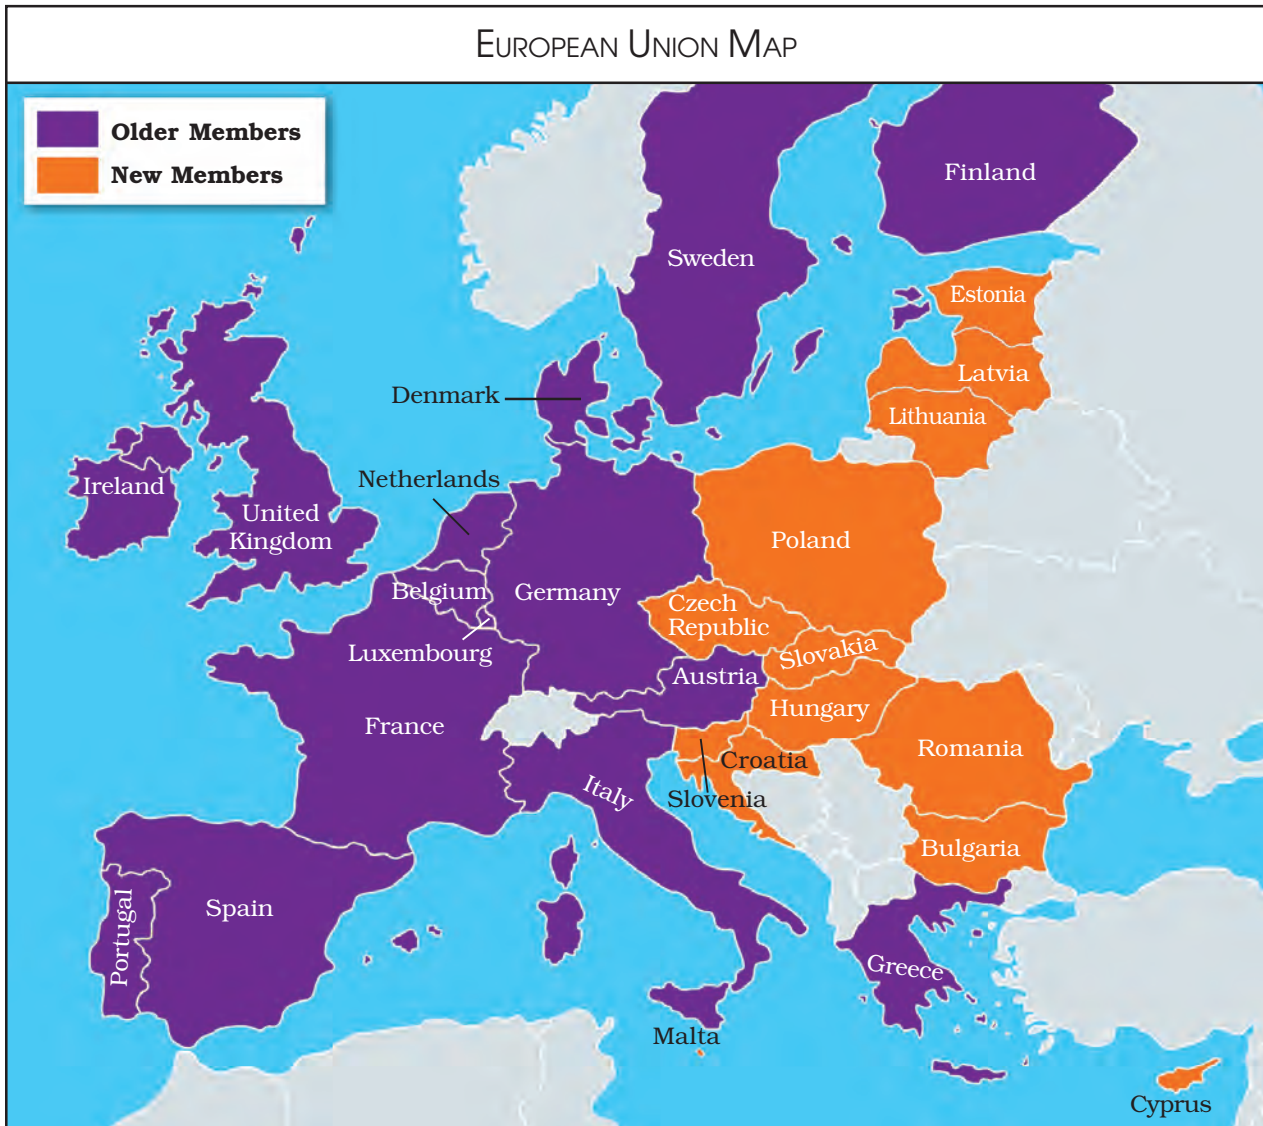 EUROPEAN UNION MAP
Older Members
New Members
Finland
Sweden
Estonia
Latvia
Denmark
Lithuania
Netherlands
Ireland
United
Kingdom
Poland
Belgium
Germany
Czech
Republic
Luxembourg
Slovakia
Austria
Hungary
France
Romania
Croatia
Italy
Slovenia
Bulgaria
Spain
Portugal
Greece
Malta
Cyprus